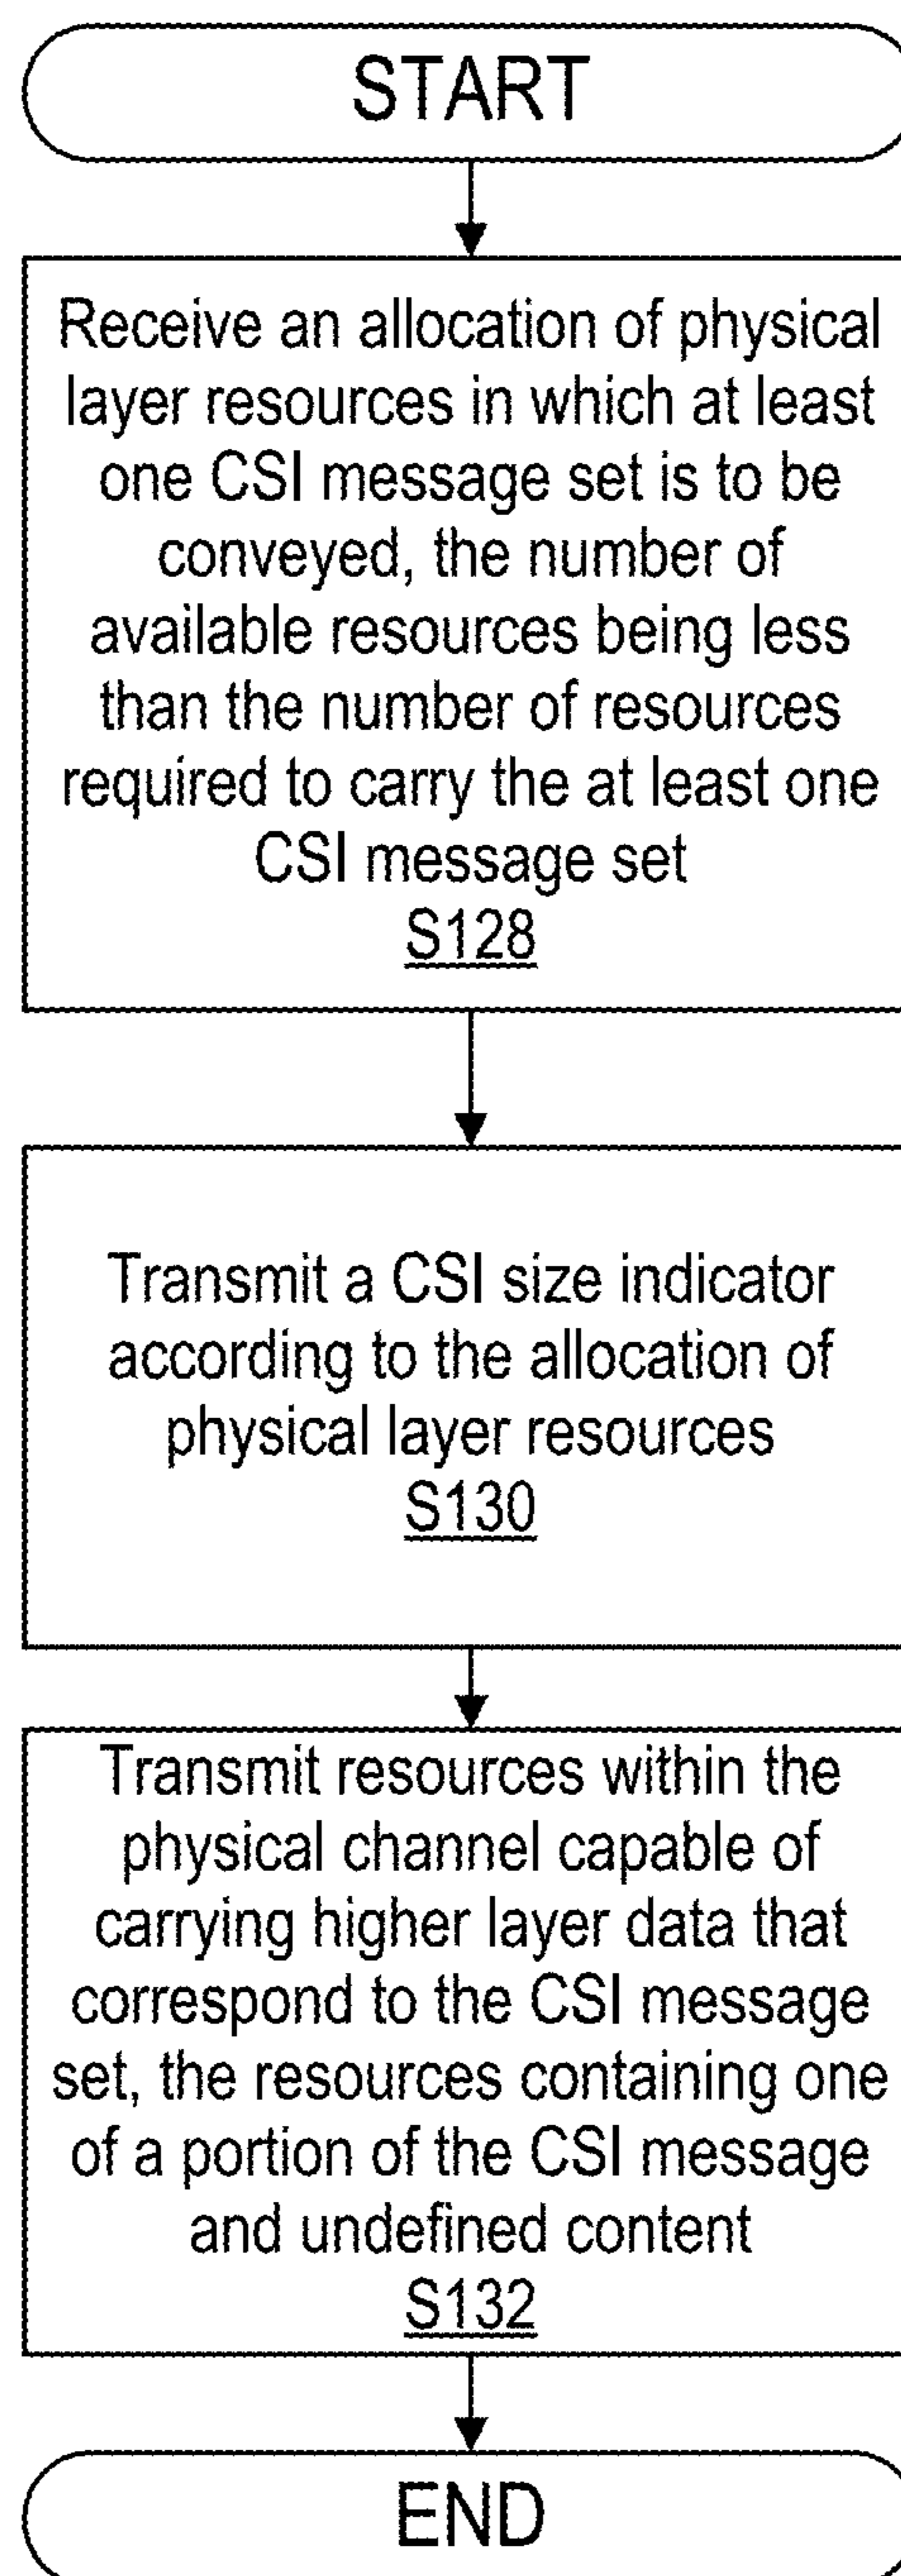 START
Receive an allocation of physical
layer resources in which at least
one CSI message set is to be
conveyed, the number of
available resources being less
than the number of resources
required to carry the at least one
CSI message set
S128
Transmit a CSI size indicator
according to the allocation of
physical layer resources
S130
Transmit resources within the
physical channel capable of
carrying higher layer data that
correspond to the CSI message
set, the resources containing one
of a portion of the CSI message
and undefined content
S132
END